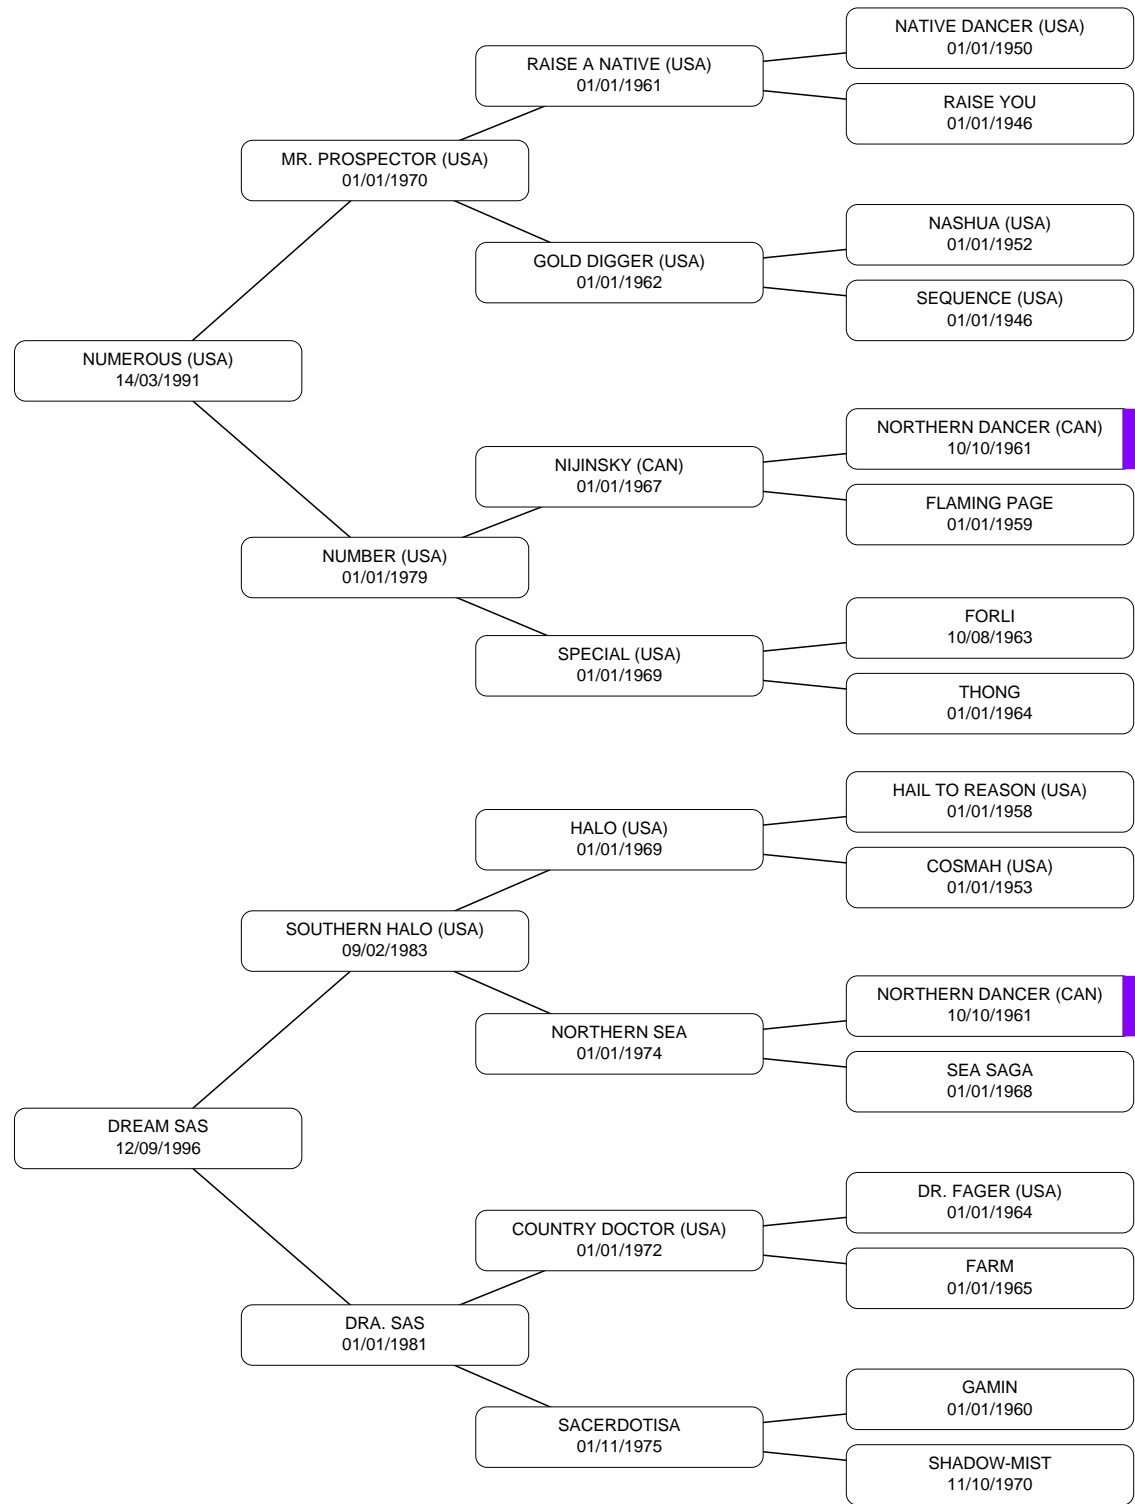 NATIVE DANCER (USA)
01/01/1950
RAISE A NATIVE (USA)
01/01/1961
RAISE YOU
01/01/1946
MR. PROSPECTOR (USA)
01/01/1970
NASHUA (USA)
01/01/1952
GOLD DIGGER (USA)
01/01/1962
SEQUENCE (USA)
01/01/1946
NUMEROUS (USA)
14/03/1991
NORTHERN DANCER (CAN)
10/10/1961
NIJINSKY (CAN)
01/01/1967
FLAMING PAGE
01/01/1959
NUMBER (USA)
01/01/1979
FORLI
10/08/1963
SPECIAL (USA)
01/01/1969
THONG
01/01/1964
HAIL TO REASON (USA)
01/01/1958
HALO (USA)
01/01/1969
COSMAH (USA)
01/01/1953
SOUTHERN HALO (USA)
09/02/1983
NORTHERN DANCER (CAN)
10/10/1961
NORTHERN SEA
01/01/1974
SEA SAGA
01/01/1968
DREAM SAS
12/09/1996
DR. FAGER (USA)
01/01/1964
COUNTRY DOCTOR (USA)
01/01/1972
FARM
01/01/1965
DRA. SAS
01/01/1981
GAMIN
01/01/1960
SACERDOTISA
01/11/1975
SHADOW-MIST
11/10/1970